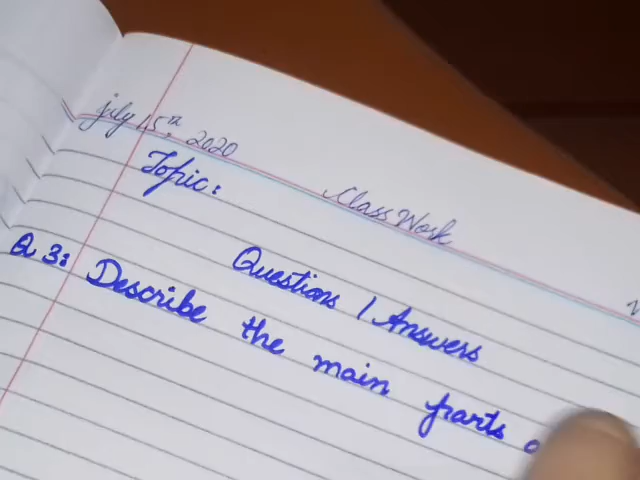 july 15th, 2020
Class Work
Topic:
Questions / Answers
Q 3: Describe the main parts